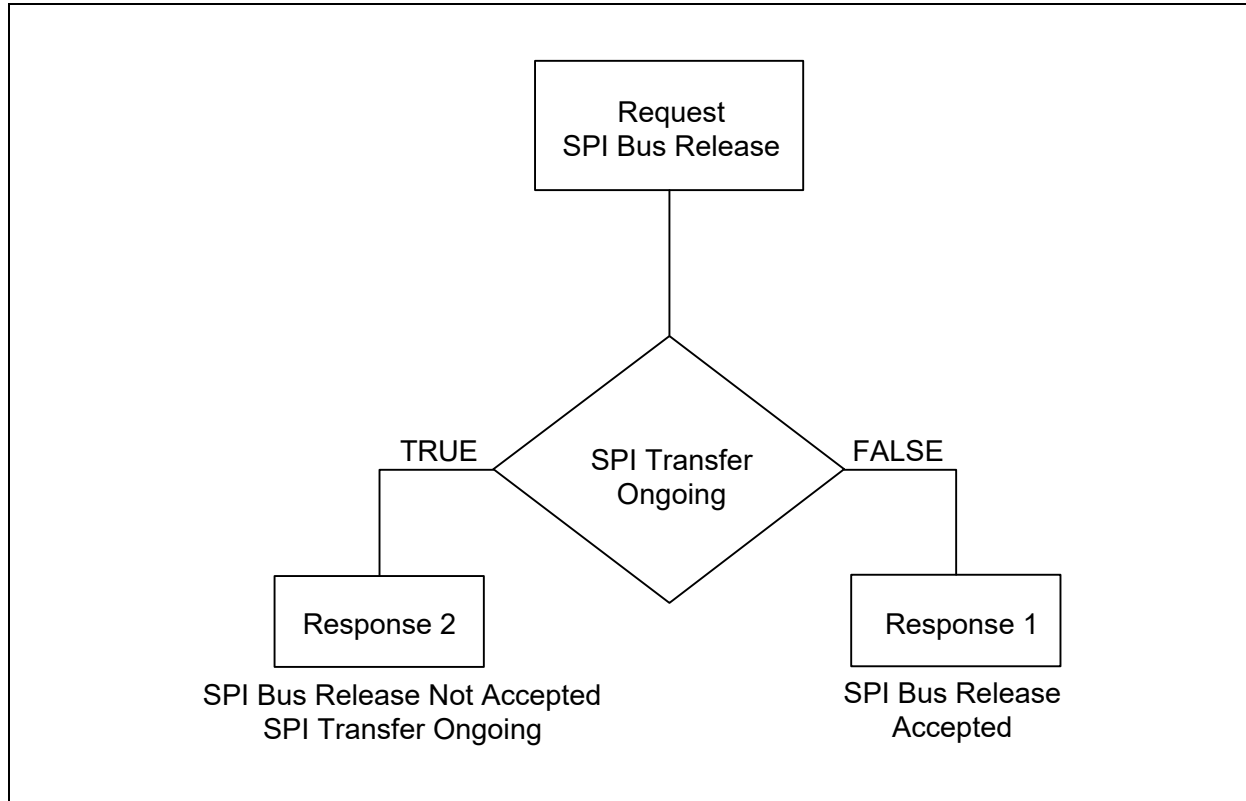 Request
SPI Bus Release
TRUE
SPI Transfer
Ongoing
FALSE
Response 2
SPI Bus Release Not Accepted
SPI Transfer Ongoing
Response 1
SPI Bus Release
Accepted